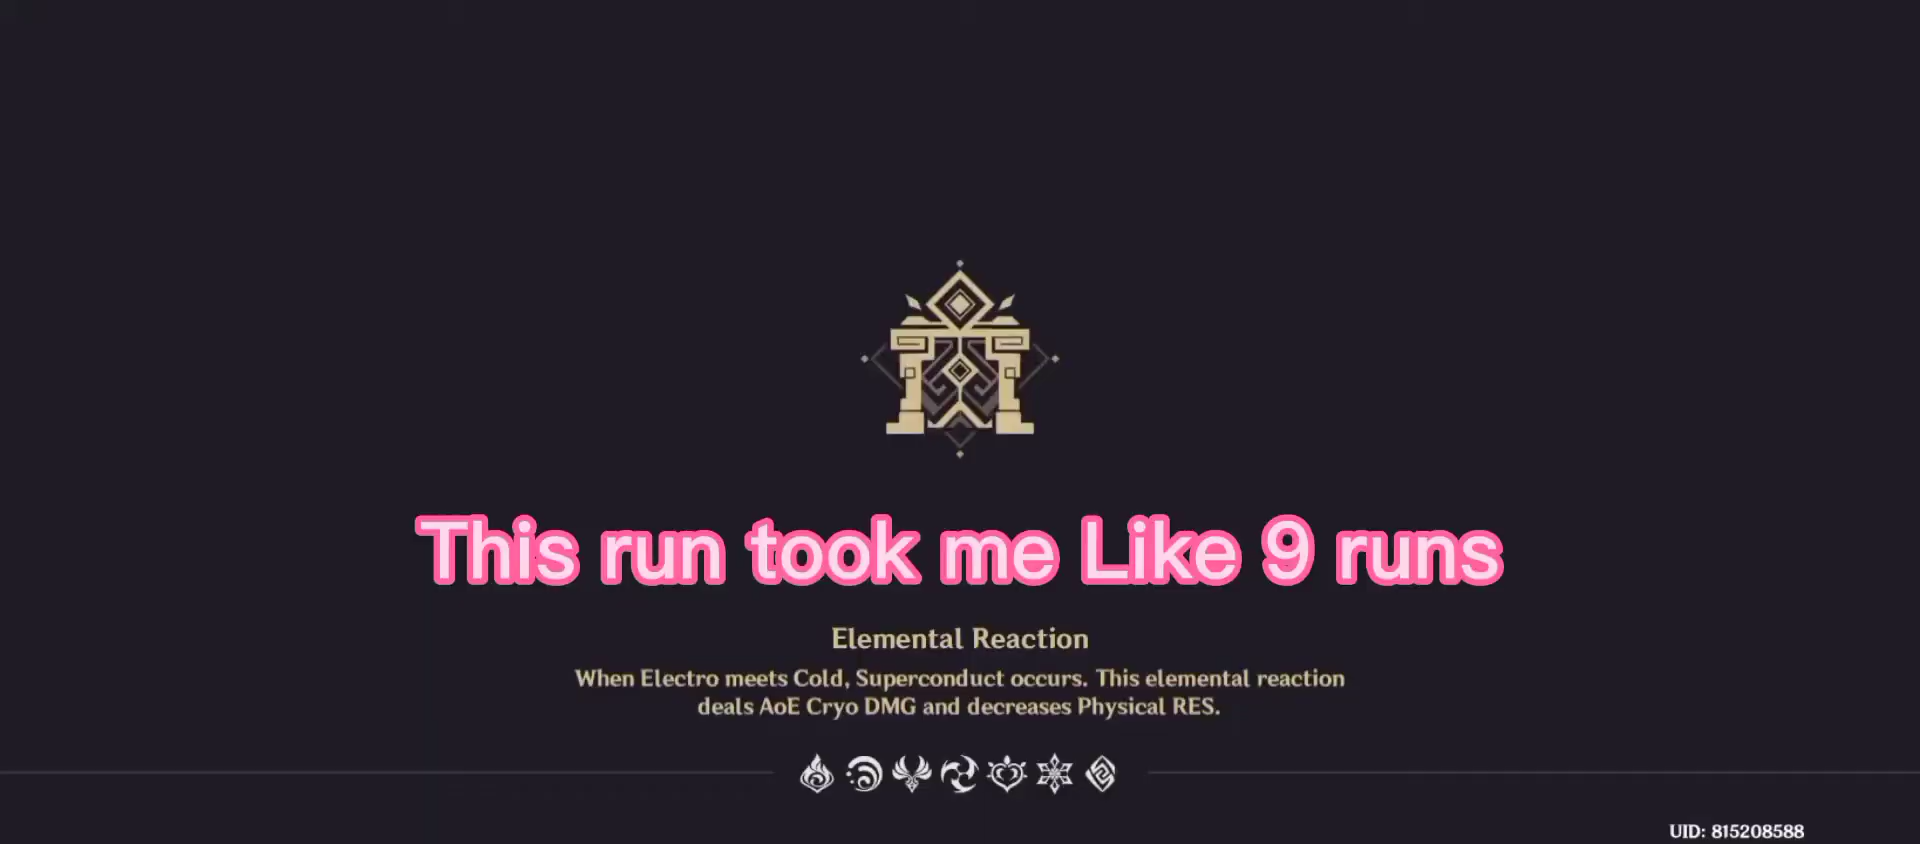 This run took me Like 9 runs
Elemental Reaction
When Electro meets Cold, Superconduct occurs. This elemental reaction
deals AoE Cryo DMG and decreases Physical RES.
UID: 815208588